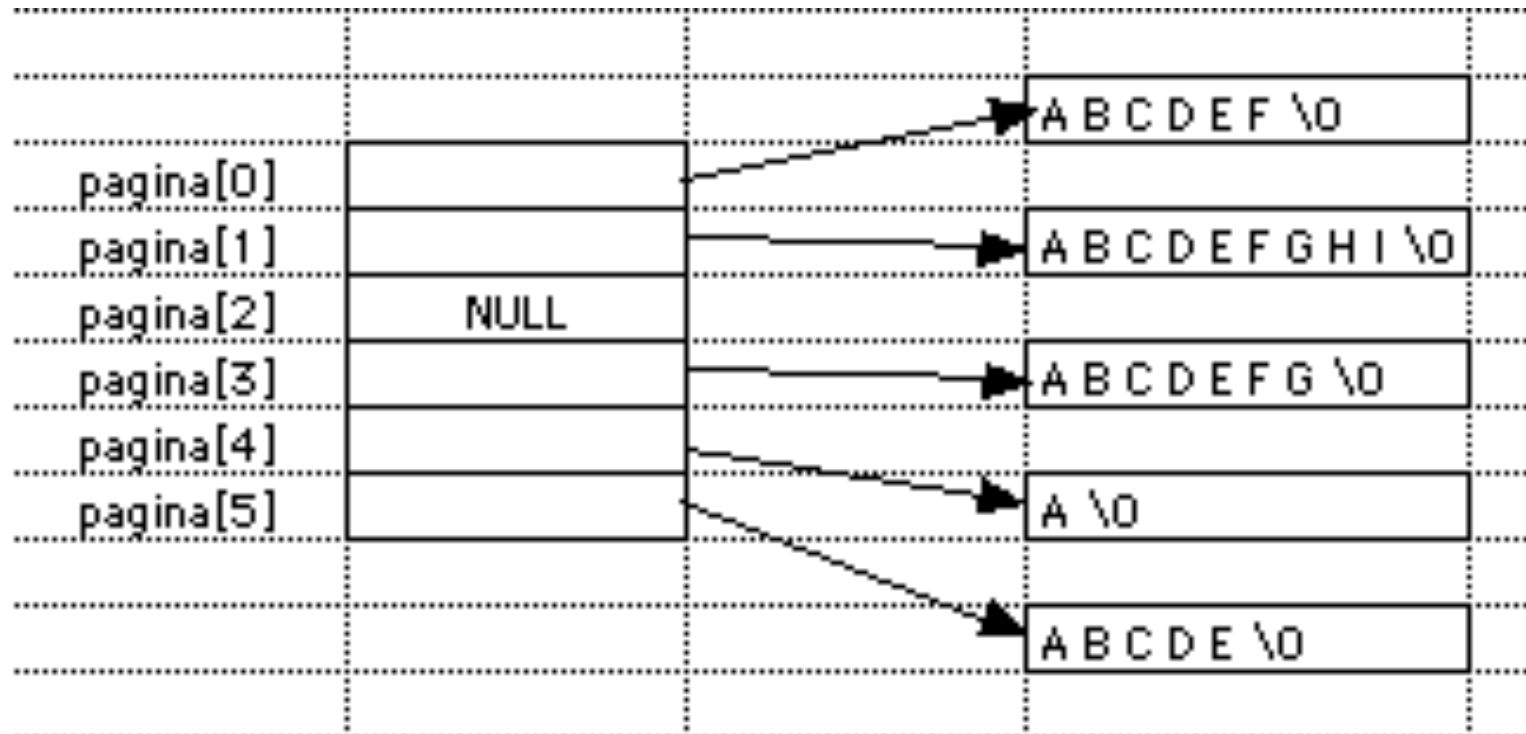 A B C D E F \0
pagina[0]
pagina[1] A B C D E F G H I \0
pagina[2] NULL
pagina[3] A B C D E F G \0
pagina[4]
pagina[5] A \0
A B C D E \0